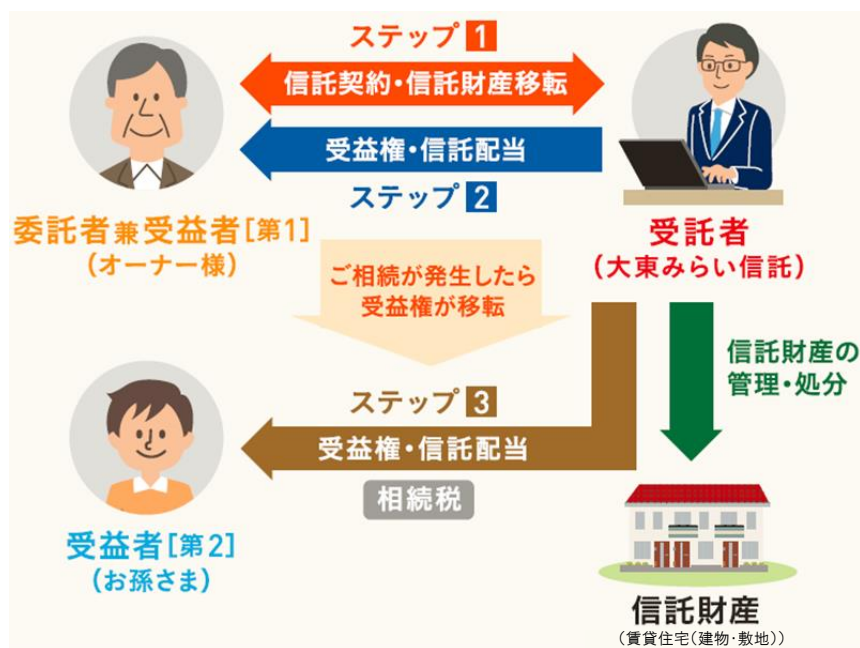 ステップ 1
信託契約・信託財産移転
受益権・信託配当
ステップ 2
委託者兼受益者[第1]
(オーナー様)
受託者
(大東みらい信託)
ご相続が発生したら
受益権が移転
信託財産の
管理・処分
ステップ 3
受益権・信託配当
相続税
受益者[第2]
(お孫さま)
信託財産
(賃貸住宅(建物・敷地))